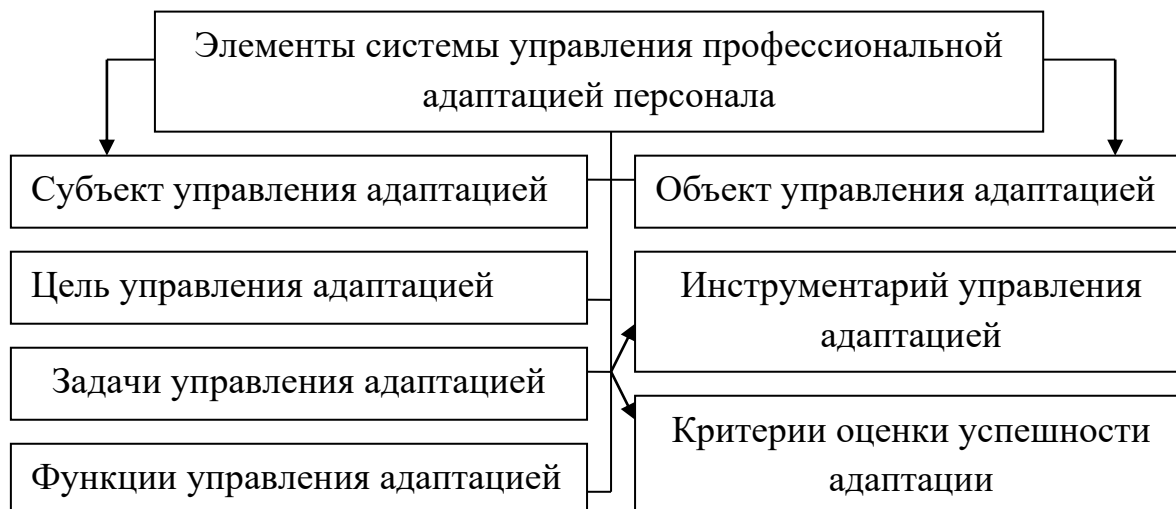 Элементы системы управления профессиональной
адаптацией персонала
Субъект управления адаптацией
Объект управления адаптацией
Цель управления адаптацией
Инструментарий управления
адаптацией
Задачи управления адаптацией
Критерии оценки успешности
адаптации
Функции управления адаптацией